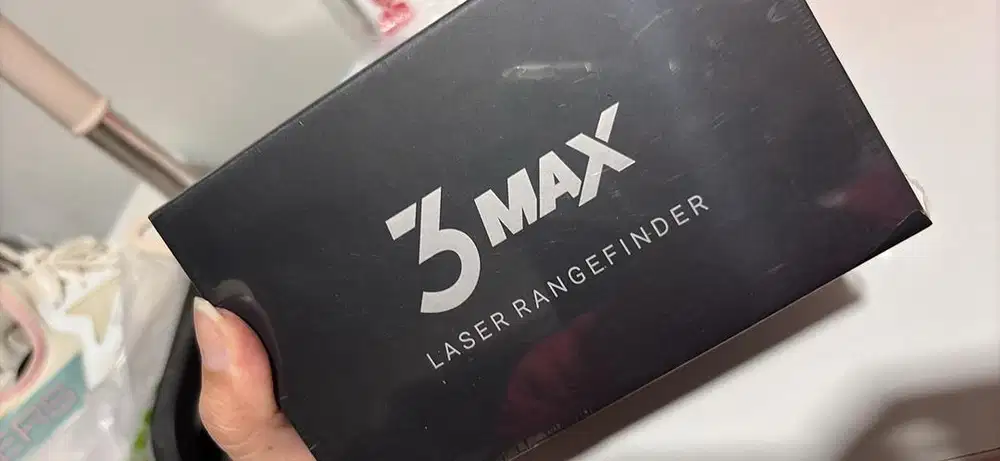 3 MAX
LASER RANGEFINDER